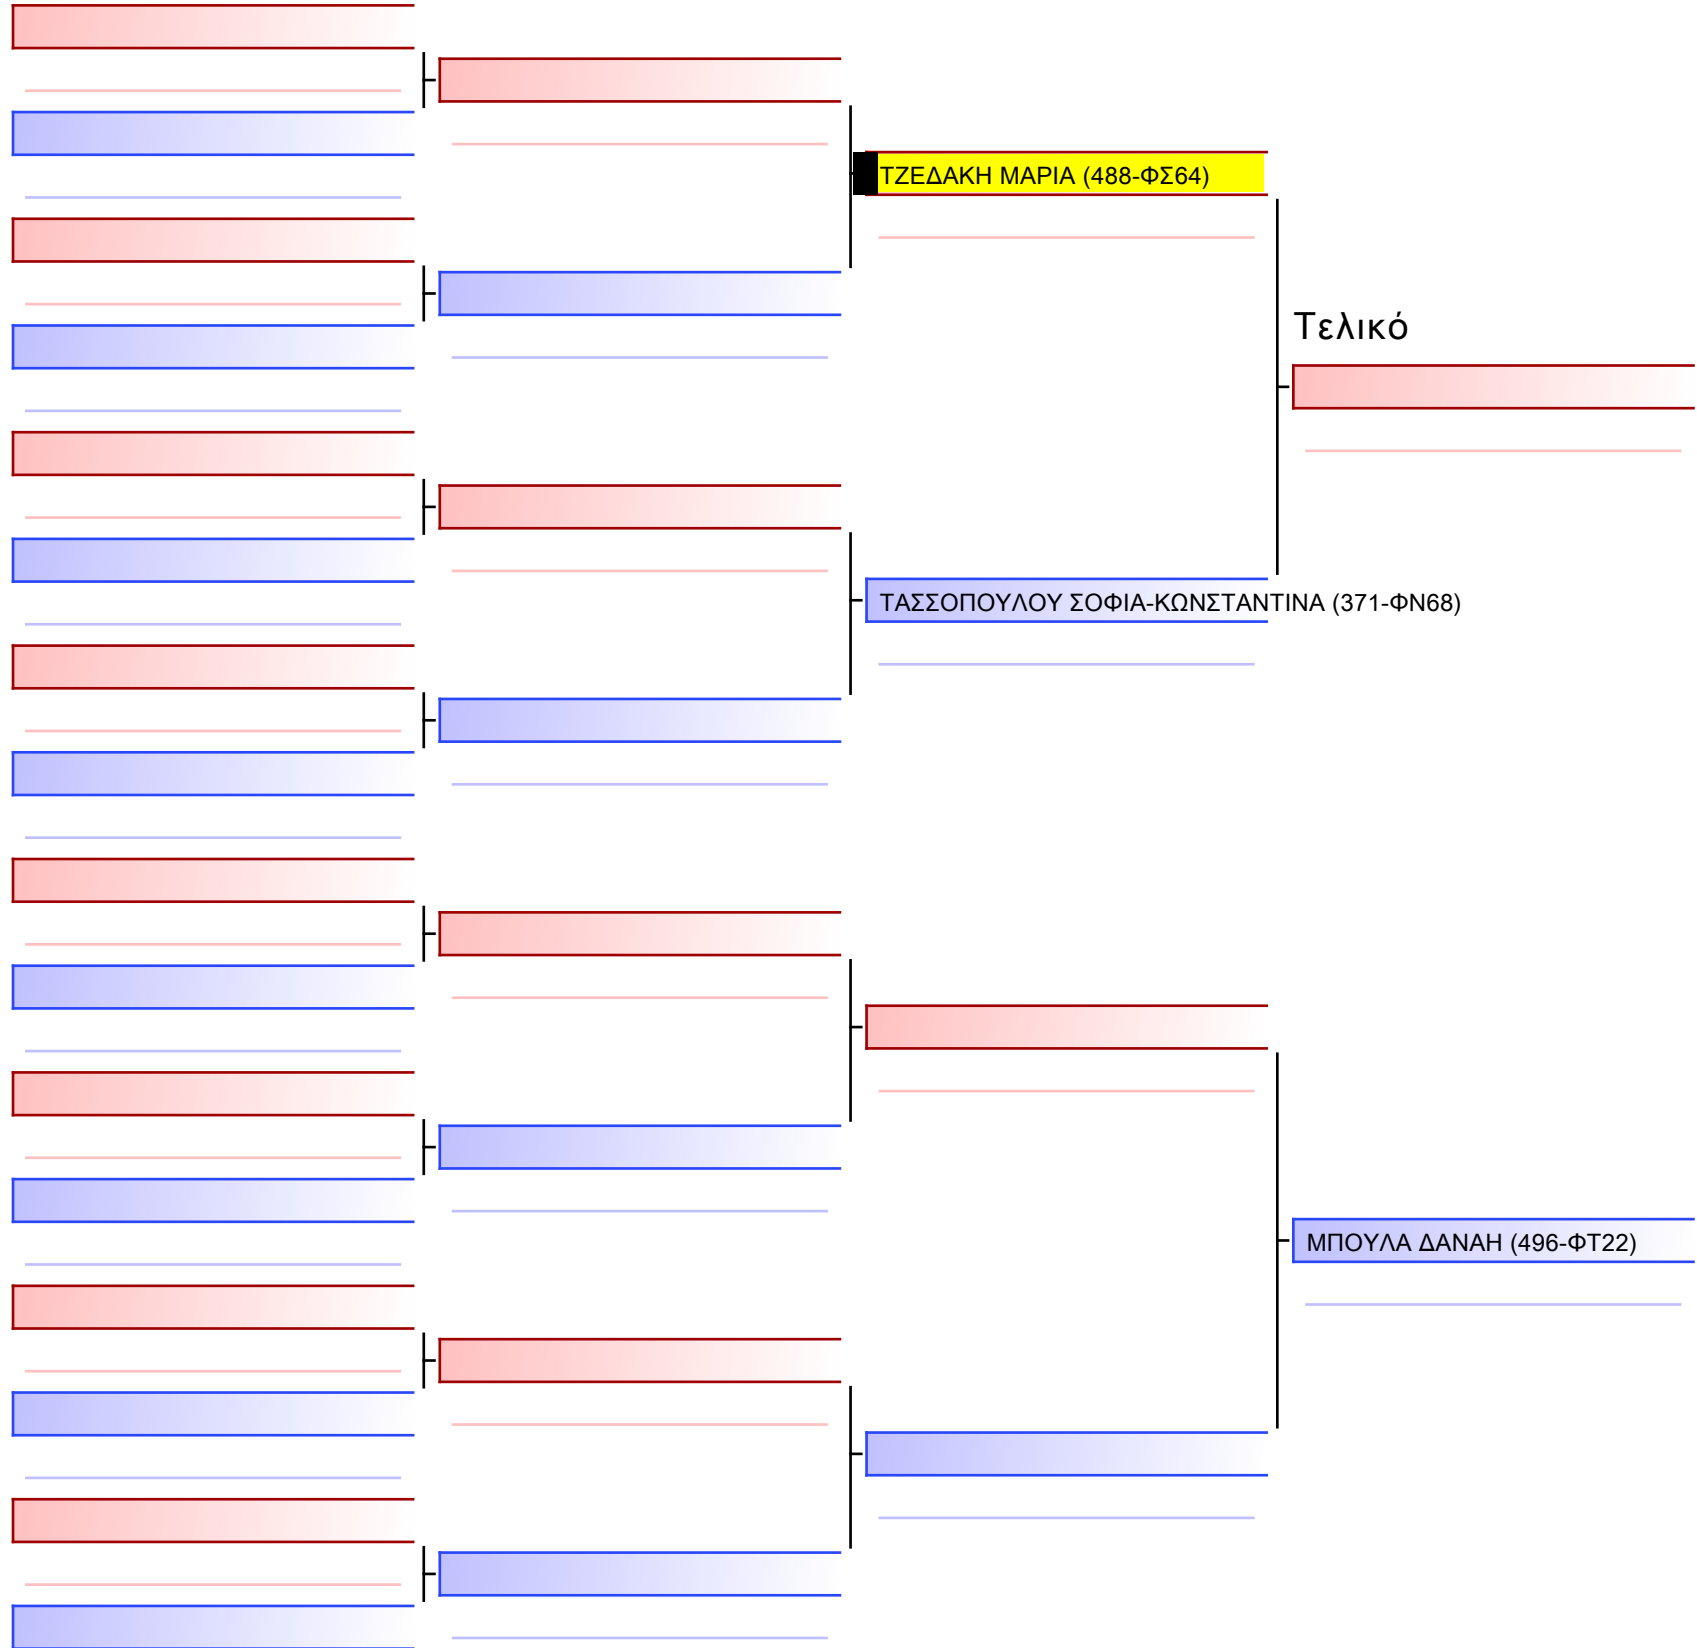 ΤΖΕΔΑΚΗ ΜΑΡΙΑ (488-ΦΣ64)
Τελικό
ΤΑΣΣΟΠΟΥΛΟΥ ΣΟΦΙΑ-ΚΩΝΣΤΑΝΤΙΝΑ (371-ΦΝ68)
ΜΠΟΥΛΑ ΔΑΝΑΗ (496-ΦΤ22)